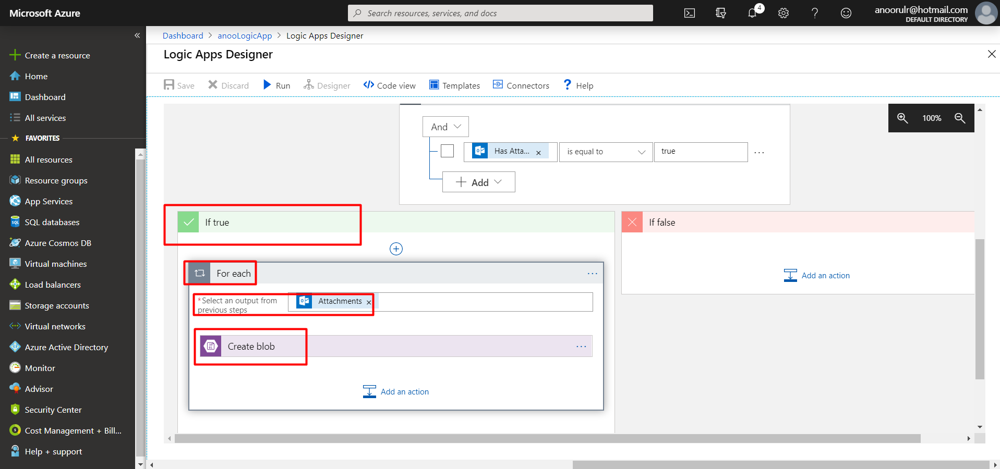 Microsoft Azure
Search resources, services, and docs
4
anoorulr@hotmail.com
DEFAULT DIRECTORY
Create a resource
Home
Dashboard
All services
FAVORITES
All resources
Resource groups
App Services
SQL databases
Azure Cosmos DB
Virtual machines
Load balancers
Storage accounts
Virtual networks
Azure Active Directory
Monitor
Advisor
Security Center
Cost Management + Bill...
Help + support
Dashboard > anooLogicApp > Logic Apps Designer
Logic Apps Designer
Save Discard Run Designer Code view Templates Connectors Help
100%
And
Has Atta... × is equal to true ...
+ Add
If true
For each ...
*Select an output from
previous steps
Attachments ×
Create blob ...
Add an action
If false
Add an action